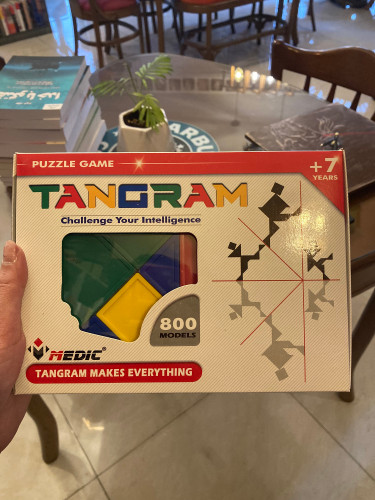 PUZZLE GAME
+7
YEARS
TANGRAM
Challenge Your Intelligence
800
MODELS
MEDIC®
TANGRAM MAKES EVERYTHING